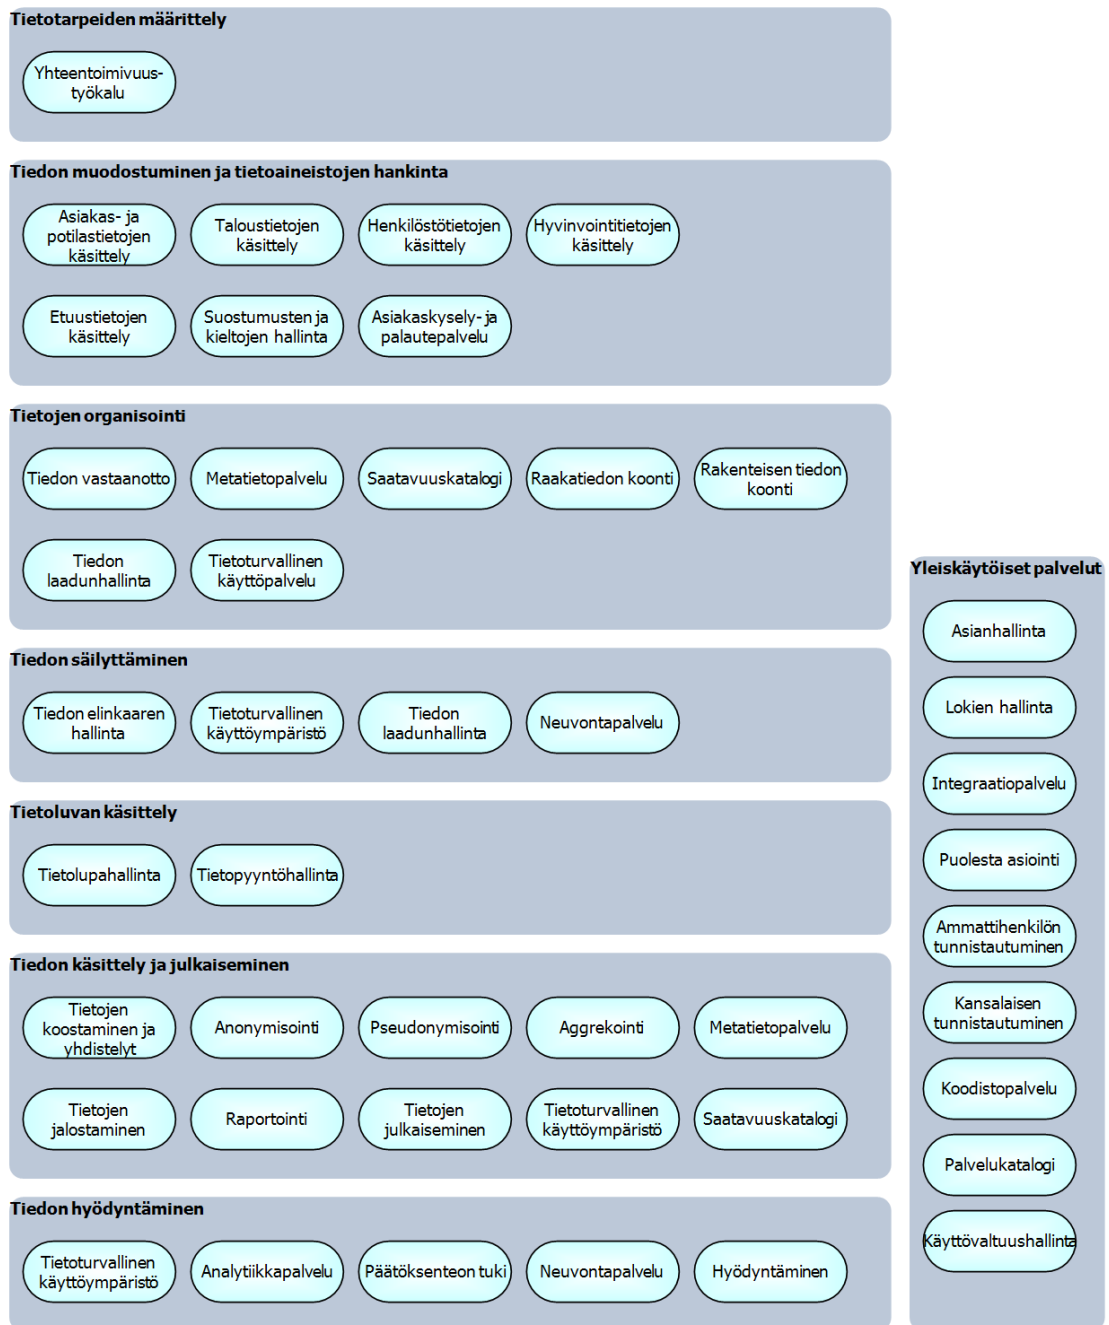 Tietotarpeiden määrittely
Yhteentoimivuus-
työkalu
Tiedon muodostuminen ja tietoaineistojen hankinta
Asiakas- ja
potilastietojen
käsittely
Taloustietojen
käsittely
Henkilöstötietojen
käsittely
Hyvinvointitietojen
käsittely
Etuustietojen
käsittely
Suostumusten ja
kieltojen hallinta
Asiakaskysely- ja
palautepalvelu
Tietojen organisointi
Tiedon vastaanotto
Metatietopalvelu
Saatavuuskatalogi
Raakatiedon koonti
Rakenteisen tiedon
koonti
Tiedon
laadunhallinta
Tietoturvallinen
käyttöpalvelu
Tiedon säilyttäminen
Tiedon elinkaaren
hallinta
Tietoturvallinen
käyttöympäristö
Tiedon
laadunhallinta
Neuvontapalvelu
Tietoluvan käsittely
Tietolupahallinta
Tietopyyntöhallinta
Tiedon käsittely ja julkaiseminen
Tietojen
koostaminen ja
yhdistelyt
Anonymisointi
Pseudonymisointi
Aggrekointi
Metatietopalvelu
Tietojen
jalostaminen
Raportointi
Tietojen
julkaiseminen
Tietoturvallinen
käyttöympäristö
Saatavuuskatalogi
Tiedon hyödyntäminen
Tietoturvallinen
käyttöympäristö
Analytiikkapalvelu
Päätöksenteon tuki
Neuvontapalvelu
Hyödyntäminen
Yleiskäytöiset palvelut
Asianhallinta
Lokien hallinta
Integraatiopalvelu
Puolesta asiointi
Ammattihenkilön
tunnistautuminen
Kansalaisen
tunnistautuminen
Koodistopalvelu
Palvelukatalogi
Käyttövaltuushallinta